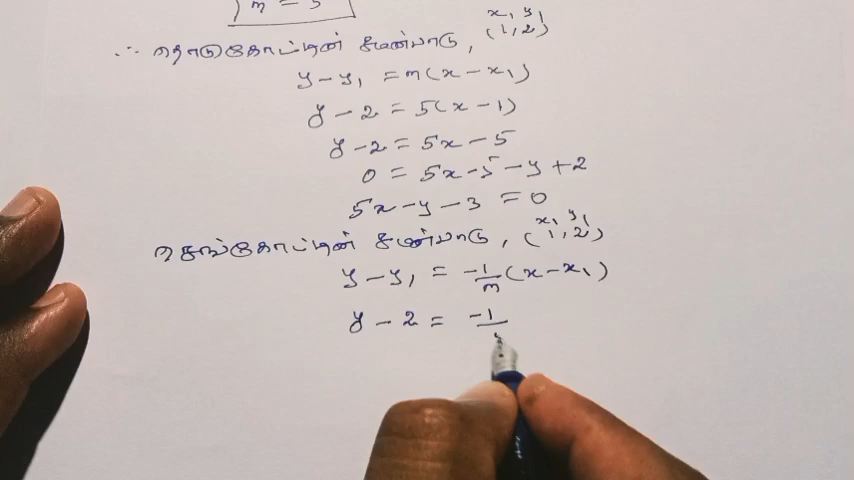 m = 5
∴ தொடுகோட்டின் சமன்பாடு, (1, 2) x₁ y₁
y - y₁ = m(x - x₁)
y - 2 = 5(x - 1)
y - 2 = 5x - 5
0 = 5x - 5 - y + 2
5x - y - 3 = 0
செங்கோட்டின் சமன்பாடு, (1, 2) x₁ y₁
y - y₁ = -1/m (x - x₁)
y - 2 = -1/